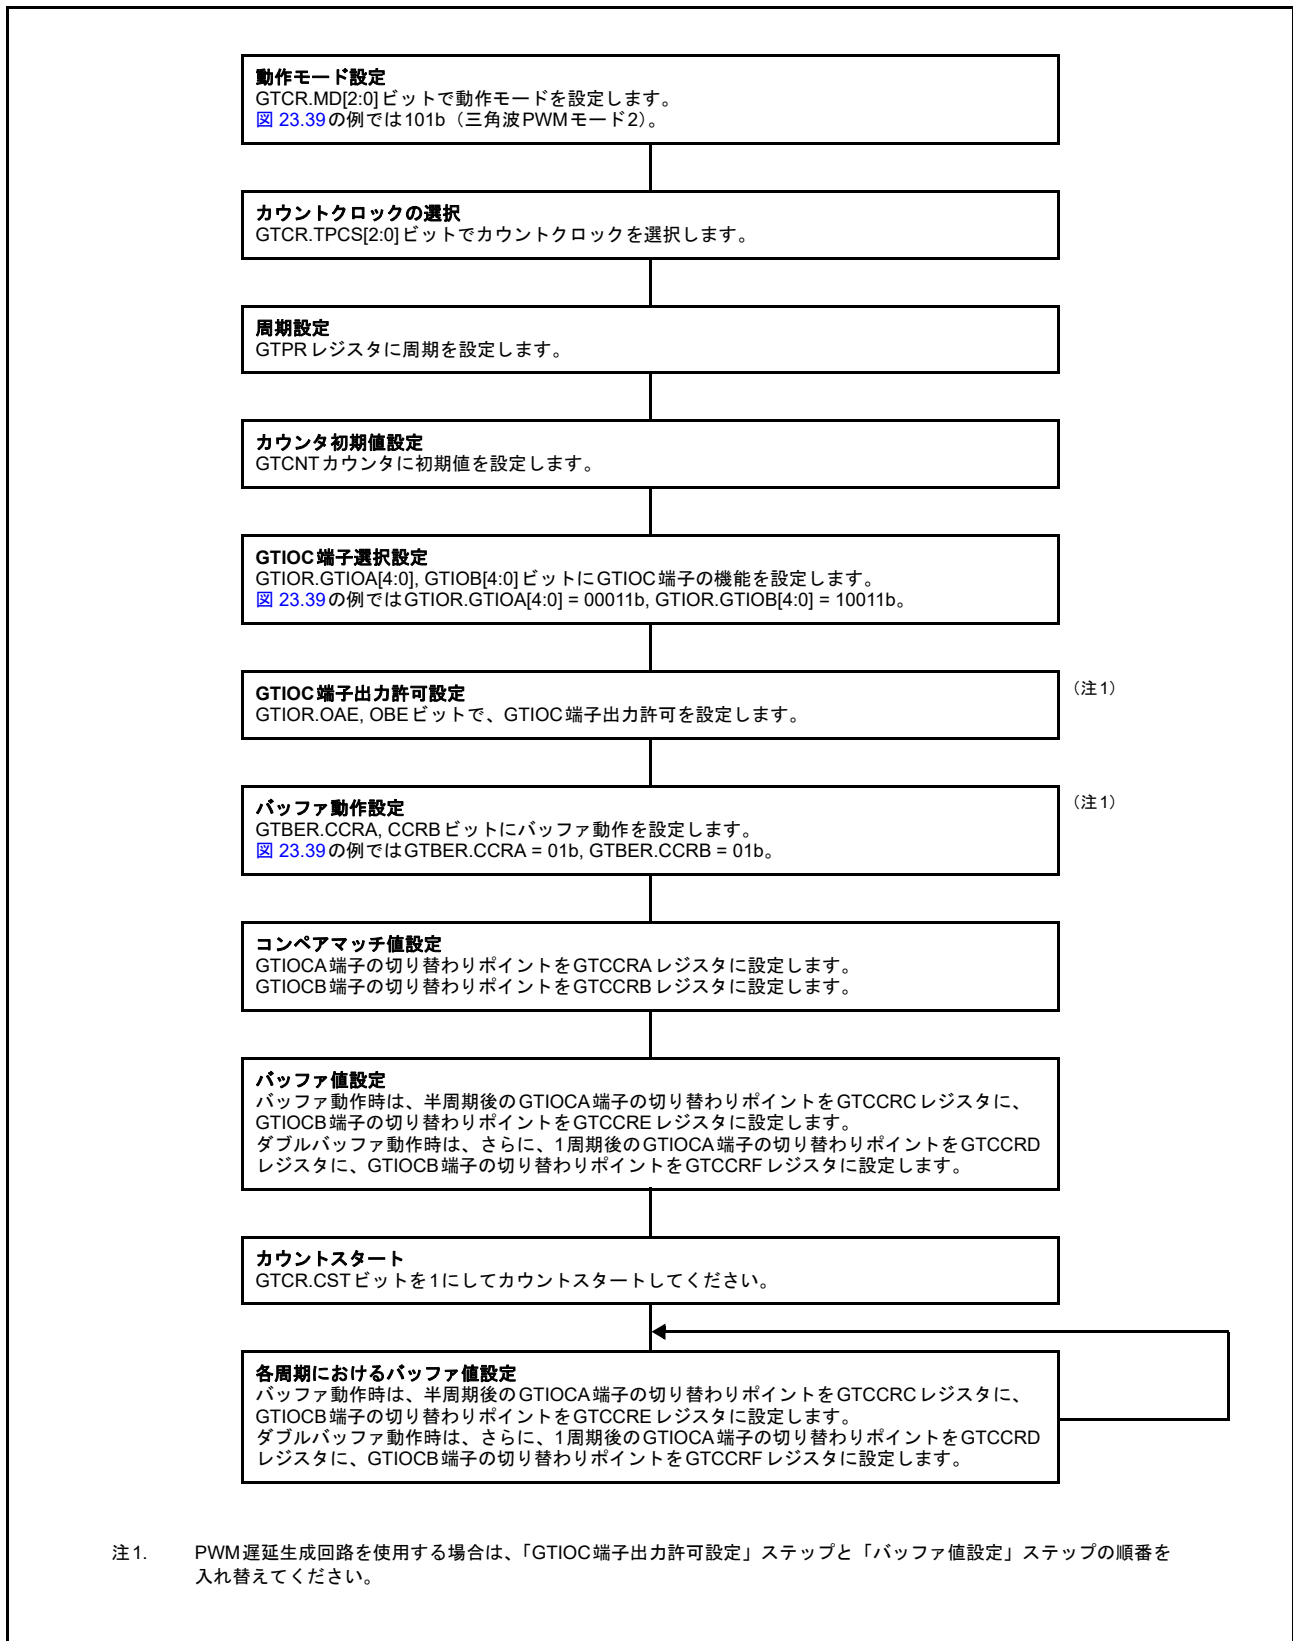 動作モード設定
GTCR.MD[2:0]ビットで動作モードを設定します。
図 23.39の例では101b（三角波PWMモード2）。
カウントクロックの選択
GTCR.TPCS[2:0]ビットでカウントクロックを選択します。
周期設定
GTPRレジスタに周期を設定します。
カウンタ初期値設定
GTCNTカウンタに初期値を設定します。
GTIOC端子選択設定
GTIOR.GTIOA[4:0], GTIOB[4:0]ビットにGTIOC端子の機能を設定します。
図 23.39の例ではGTIOR.GTIOA[4:0] = 00011b, GTIOR.GTIOB[4:0] = 10011b。
GTIOC端子出力許可設定
GTIOR.OAE, OBEビットで、GTIOC端子出力許可を設定します。
（注1）
バッファ動作設定
GTBER.CCRA, CCRBビットにバッファ動作を設定します。
図 23.39の例ではGTBER.CCRA = 01b, GTBER.CCRB = 01b。
（注1）
コンペアマッチ値設定
GTIOCA端子の切り替わりポイントをGTCCRAレジスタに設定します。
GTIOCB端子の切り替わりポイントをGTCCRBレジスタに設定します。
バッファ値設定
バッファ動作時は、半周期後のGTIOCA端子の切り替わりポイントをGTCCRCレジスタに、
GTIOCB端子の切り替わりポイントをGTCCREレジスタに設定します。
ダブルバッファ動作時は、さらに、1周期後のGTIOCA端子の切り替わりポイントをGTCCRD
レジスタに、GTIOCB端子の切り替わりポイントをGTCCRFレジスタに設定します。
カウントスタート
GTCR.CSTビットを1にしてカウントスタートしてください。
各周期におけるバッファ値設定
バッファ動作時は、半周期後のGTIOCA端子の切り替わりポイントをGTCCRCレジスタに、
GTIOCB端子の切り替わりポイントをGTCCREレジスタに設定します。
ダブルバッファ動作時は、さらに、1周期後のGTIOCA端子の切り替わりポイントをGTCCRD
レジスタに、GTIOCB端子の切り替わりポイントをGTCCRFレジスタに設定します。
注1. PWM遅延生成回路を使用する場合は、「GTIOC端子出力許可設定」ステップと「バッファ値設定」ステップの順番を
入れ替えてください。